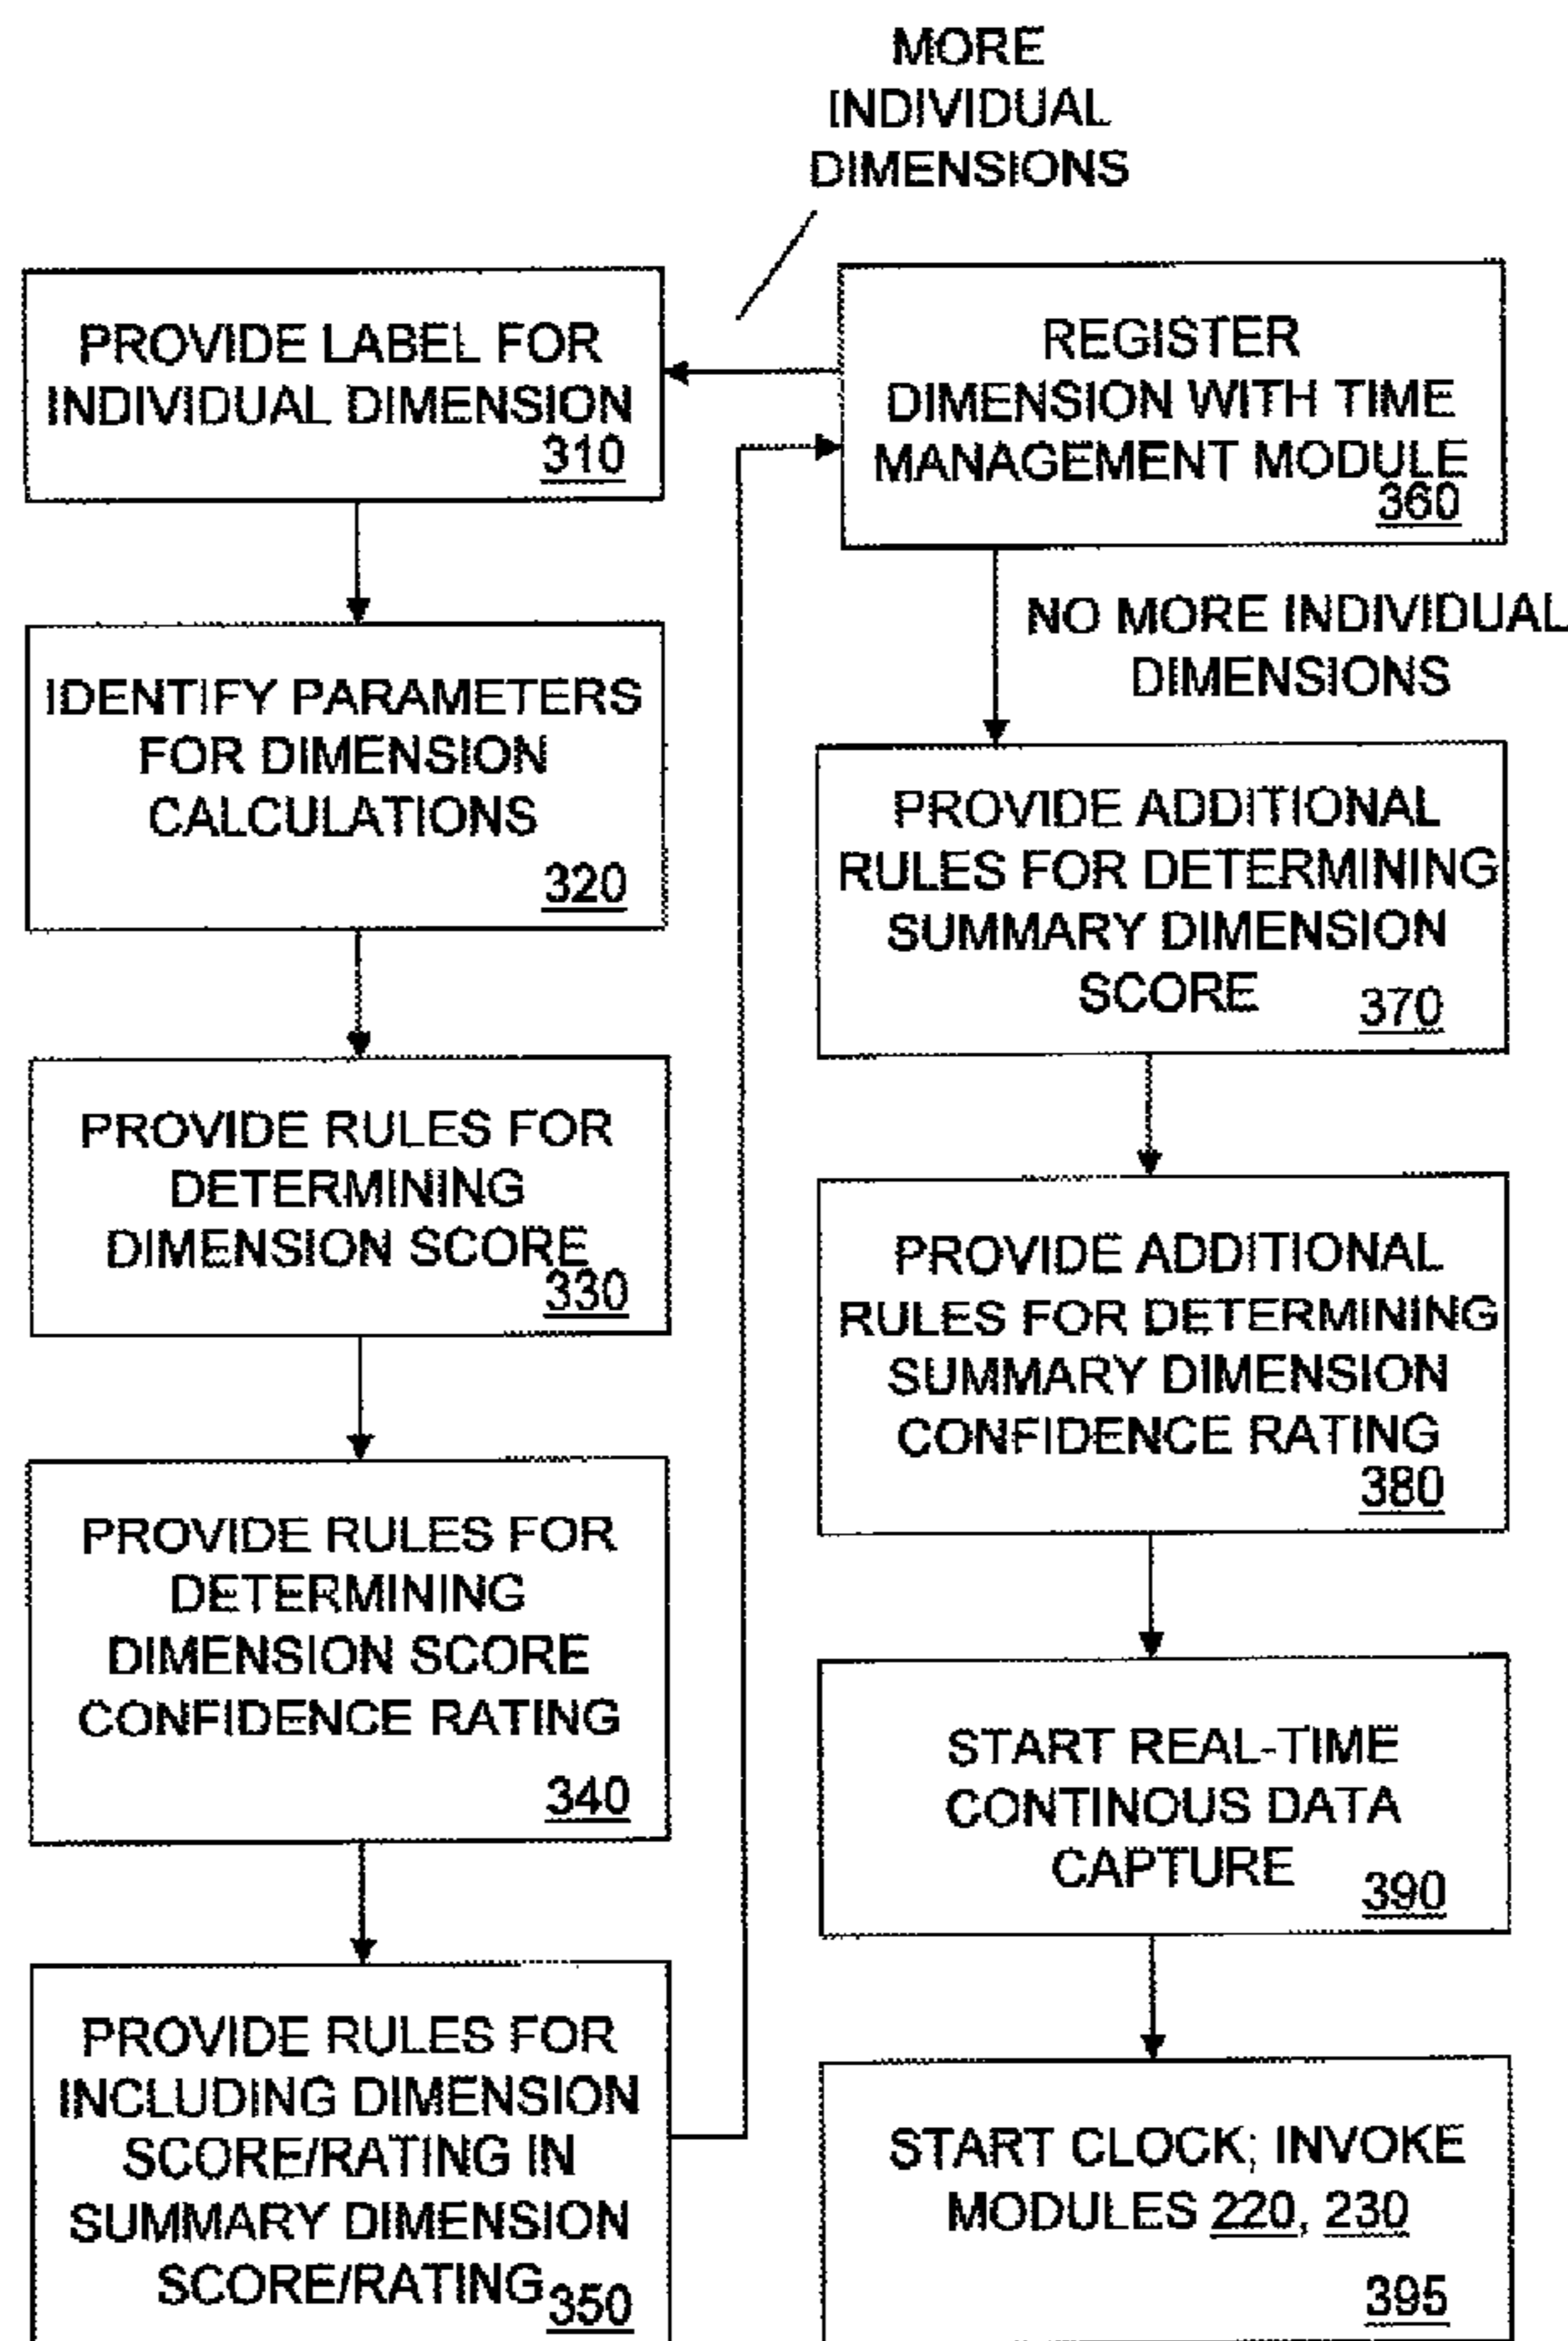 MORE
INDIVIDUAL
DIMENSIONS
PROVIDE LABEL FOR
INDIVIDUAL DIMENSION
310
IDENTIFY PARAMETERS
FOR DIMENSION
CALCULATIONS
320
PROVIDE RULES FOR
DETERMINING
DIMENSION SCORE
330
PROVIDE RULES FOR
DETERMINING
DIMENSION SCORE
CONFIDENCE RATING
340
PROVIDE RULES FOR
INCLUDING DIMENSION
SCORE/RATING IN
SUMMARY DIMENSION
SCORE/RATING
350
REGISTER
DIMENSION WITH TIME
MANAGEMENT MODULE
360
NO MORE INDIVIDUAL
DIMENSIONS
PROVIDE ADDITIONAL
RULES FOR DETERMINING
SUMMARY DIMENSION
SCORE
370
PROVIDE ADDITIONAL
RULES FOR DETERMINING
SUMMARY DIMENSION
CONFIDENCE RATING
380
START REAL-TIME
CONTINOUS DATA
CAPTURE
390
START CLOCK; INVOKE
MODULES 220, 230
395